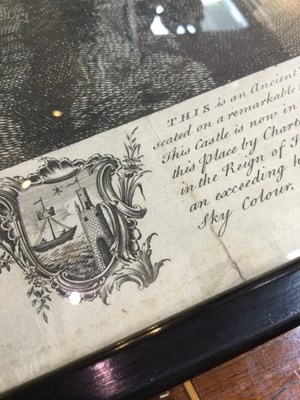 THIS is an Ancient
seated on a remarkable
This Castle is now in
this Place by Chart
in the Reign of
an exceeding h
Sky Colour,